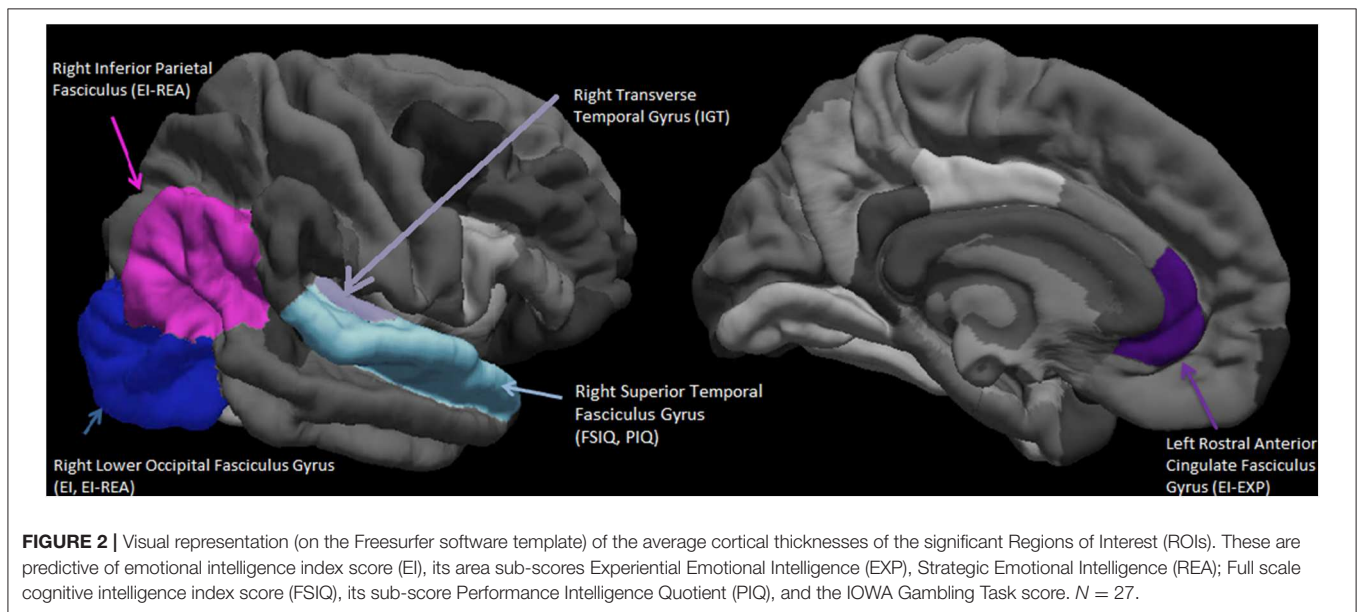 Right Inferior Parietal
Fasciculus (EI-REA)
Right Transverse
Temporal Gyrus (IGT)
Right Superior Temporal
Fasciculus Gyrus
(FSIQ, PIQ)
Right Lower Occipital Fasciculus Gyrus
(EI, EI-REA)
Left Rostral Anterior
Cingulate Fasciculus
Gyrus (EI-EXP)
FIGURE 2 | Visual representation (on the Freesurfer software template) of the average cortical thicknesses of the significant Regions of Interest (ROIs). These are
predictive of emotional intelligence index score (EI), its area sub-scores Experiential Emotional Intelligence (EXP), Strategic Emotional Intelligence (REA); Full scale
cognitive intelligence index score (FSIQ), its sub-score Performance Intelligence Quotient (PIQ), and the IOWA Gambling Task score. N = 27.